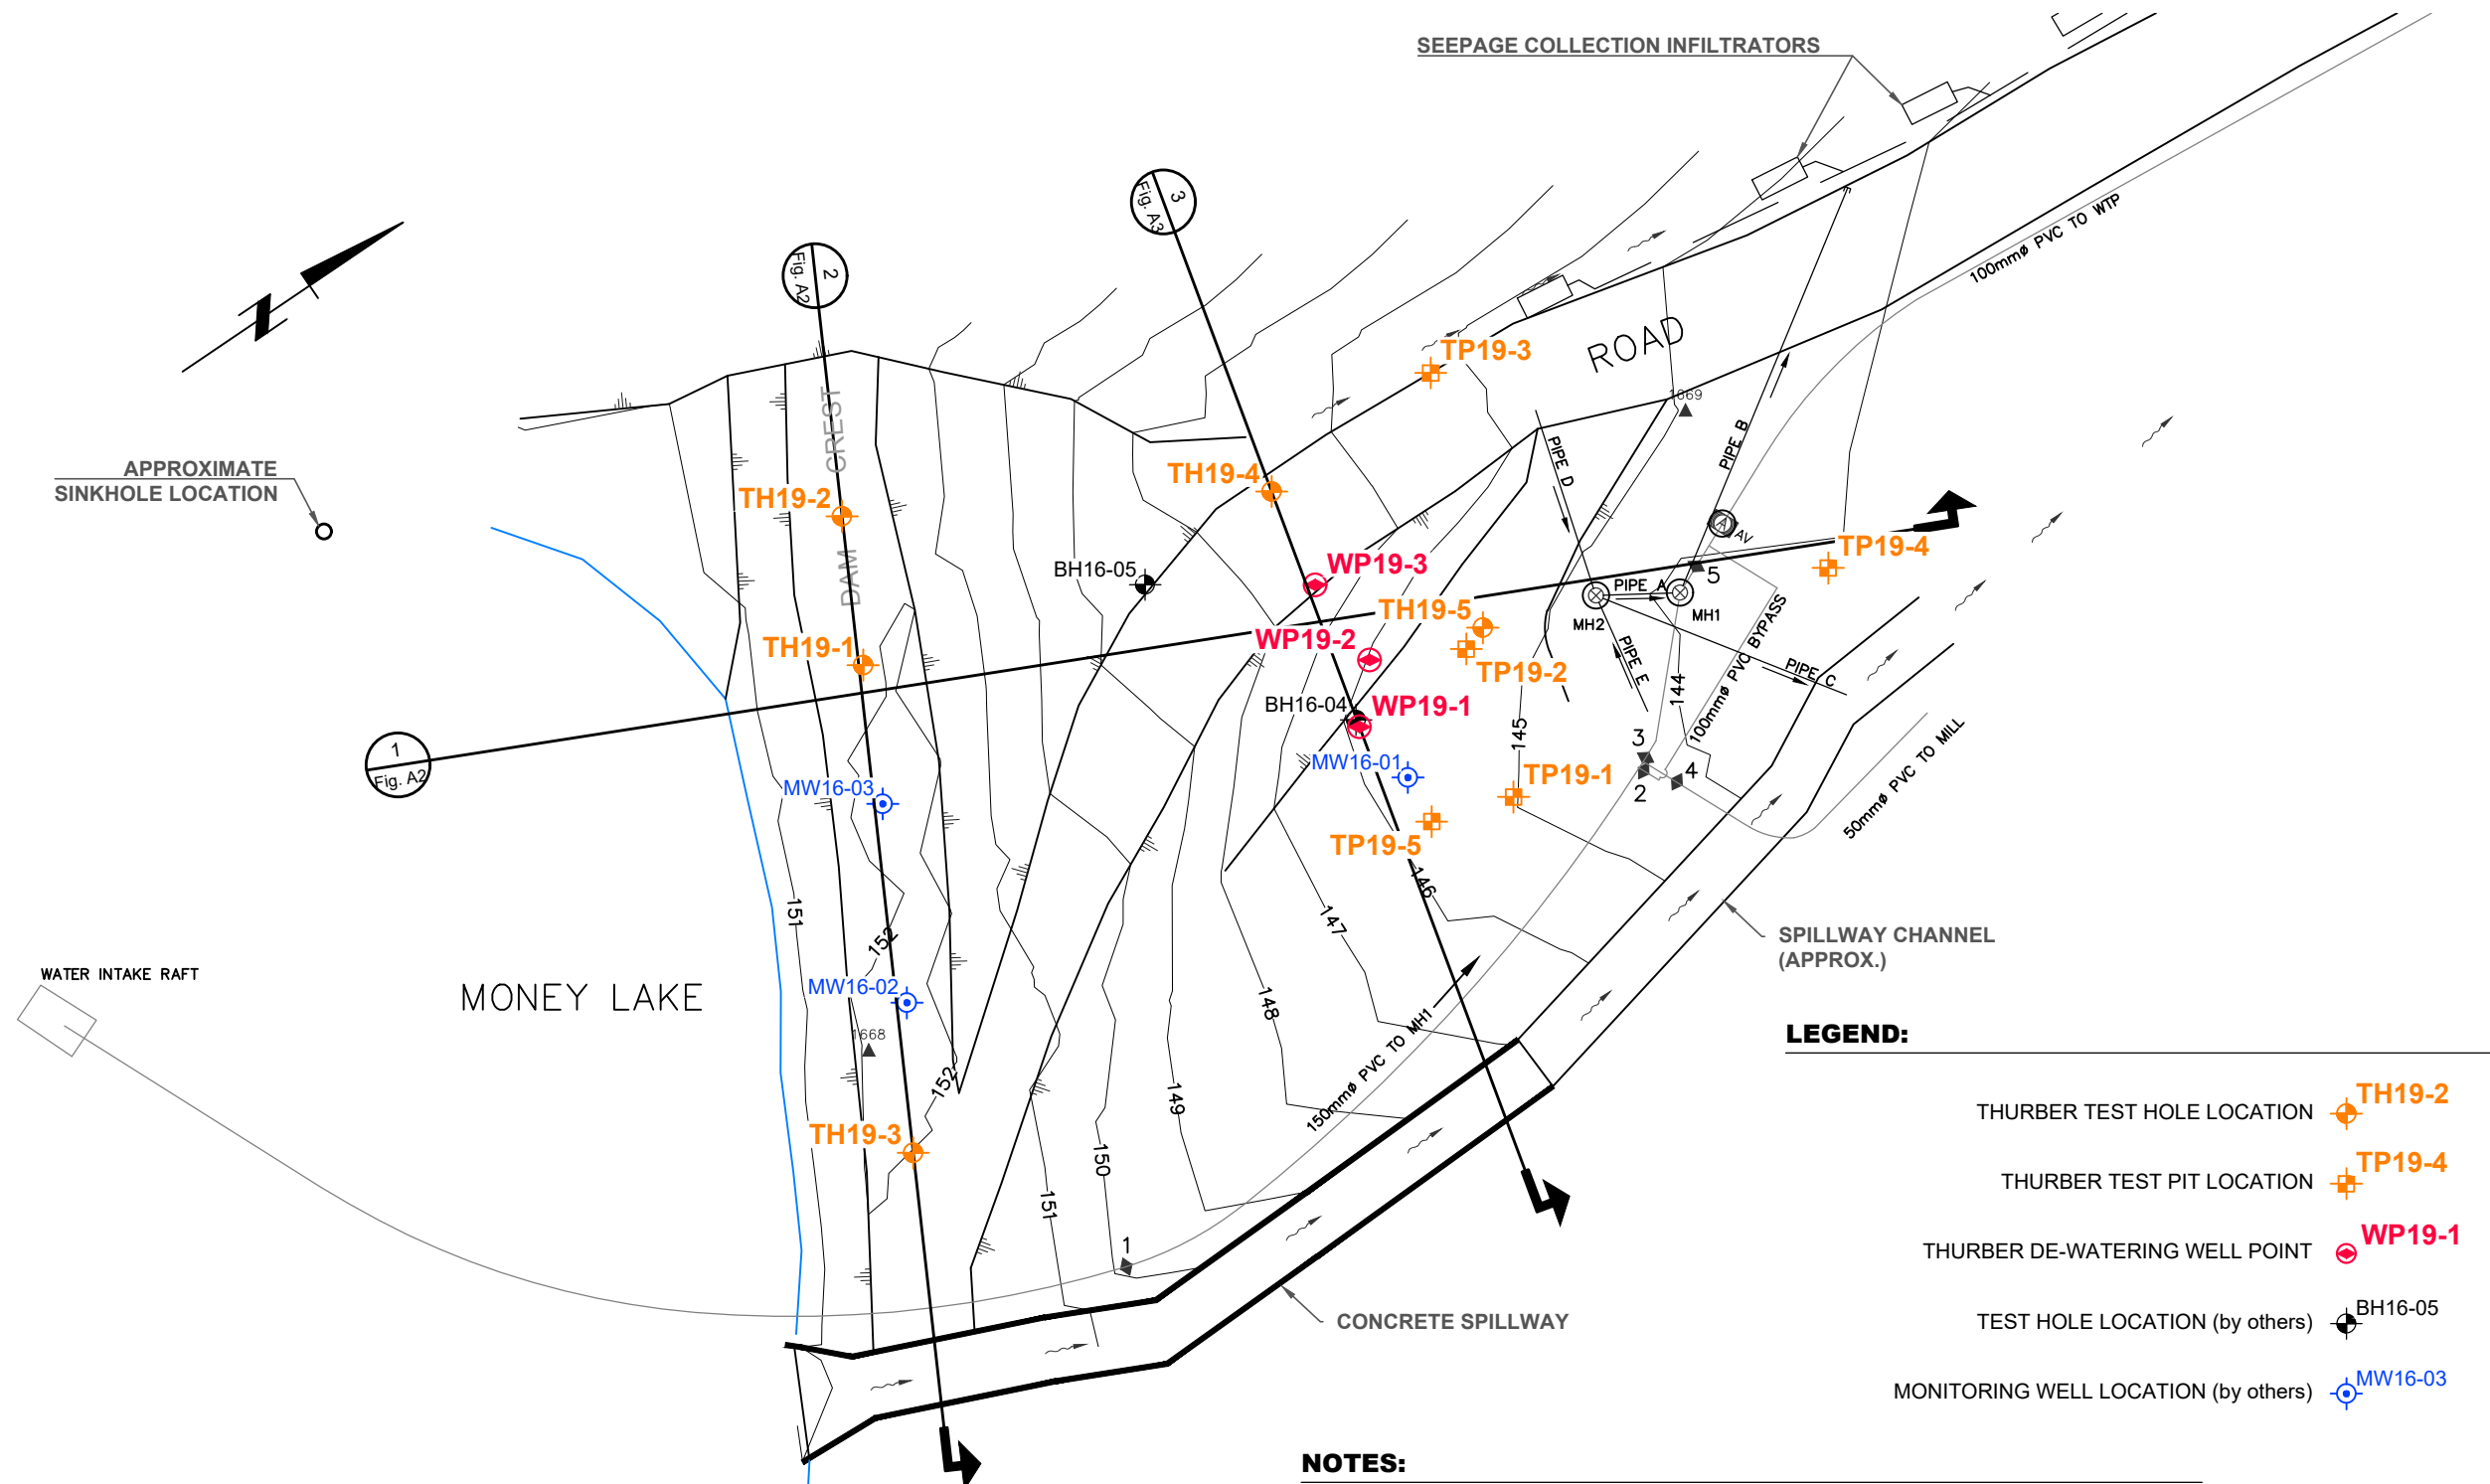 SEEPAGE COLLECTION INFILTRATORS
3
Fig. A3
2
Fig. A2
N
100mmø PVC TO WTP
ROAD
TP19-3
1669
DAM CREST
PIPE D
PIPE B
APPROXIMATE
SINKHOLE LOCATION
TH19-4
TH19-2
AV
TP19-4
BH16-05
WP19-3
5
PIPE A
TH19-5
MH1
MH2
WP19-2
TH19-1
PIPE E
TP19-2
PIPE C
100mmø PVC BYPASS
144
BH16-04
WP19-1
145
1
Fig. A2
MW16-03
MW16-01
3
2
4
TP19-1
50mmø PVC TO MILL
TP19-5
146
151
147
152
SPILLWAY CHANNEL
(APPROX.)
WATER INTAKE RAFT
MONEY LAKE
MW16-02
148
1668
150mmø PVC TO MH1
152
149
TH19-3
150
151
1
CONCRETE SPILLWAY
LEGEND:
THURBER TEST HOLE LOCATION TH19-2
THURBER TEST PIT LOCATION TP19-4
THURBER DE-WATERING WELL POINT WP19-1
TEST HOLE LOCATION (by others) BH16-05
MONITORING WELL LOCATION (by others) MW16-03
NOTES: